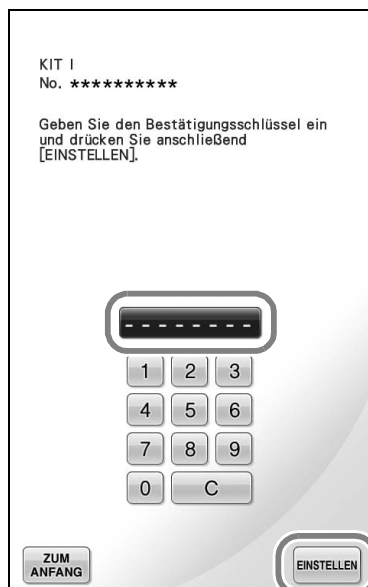 KIT I
No. **********
Geben Sie den Bestätigungsschlüssel ein
und drücken Sie anschließend
[EINSTELLEN].
- - - - - - - -
1 2 3
4 5 6
7 8 9
0 C
ZUM
ANFANG
EINSTELLEN